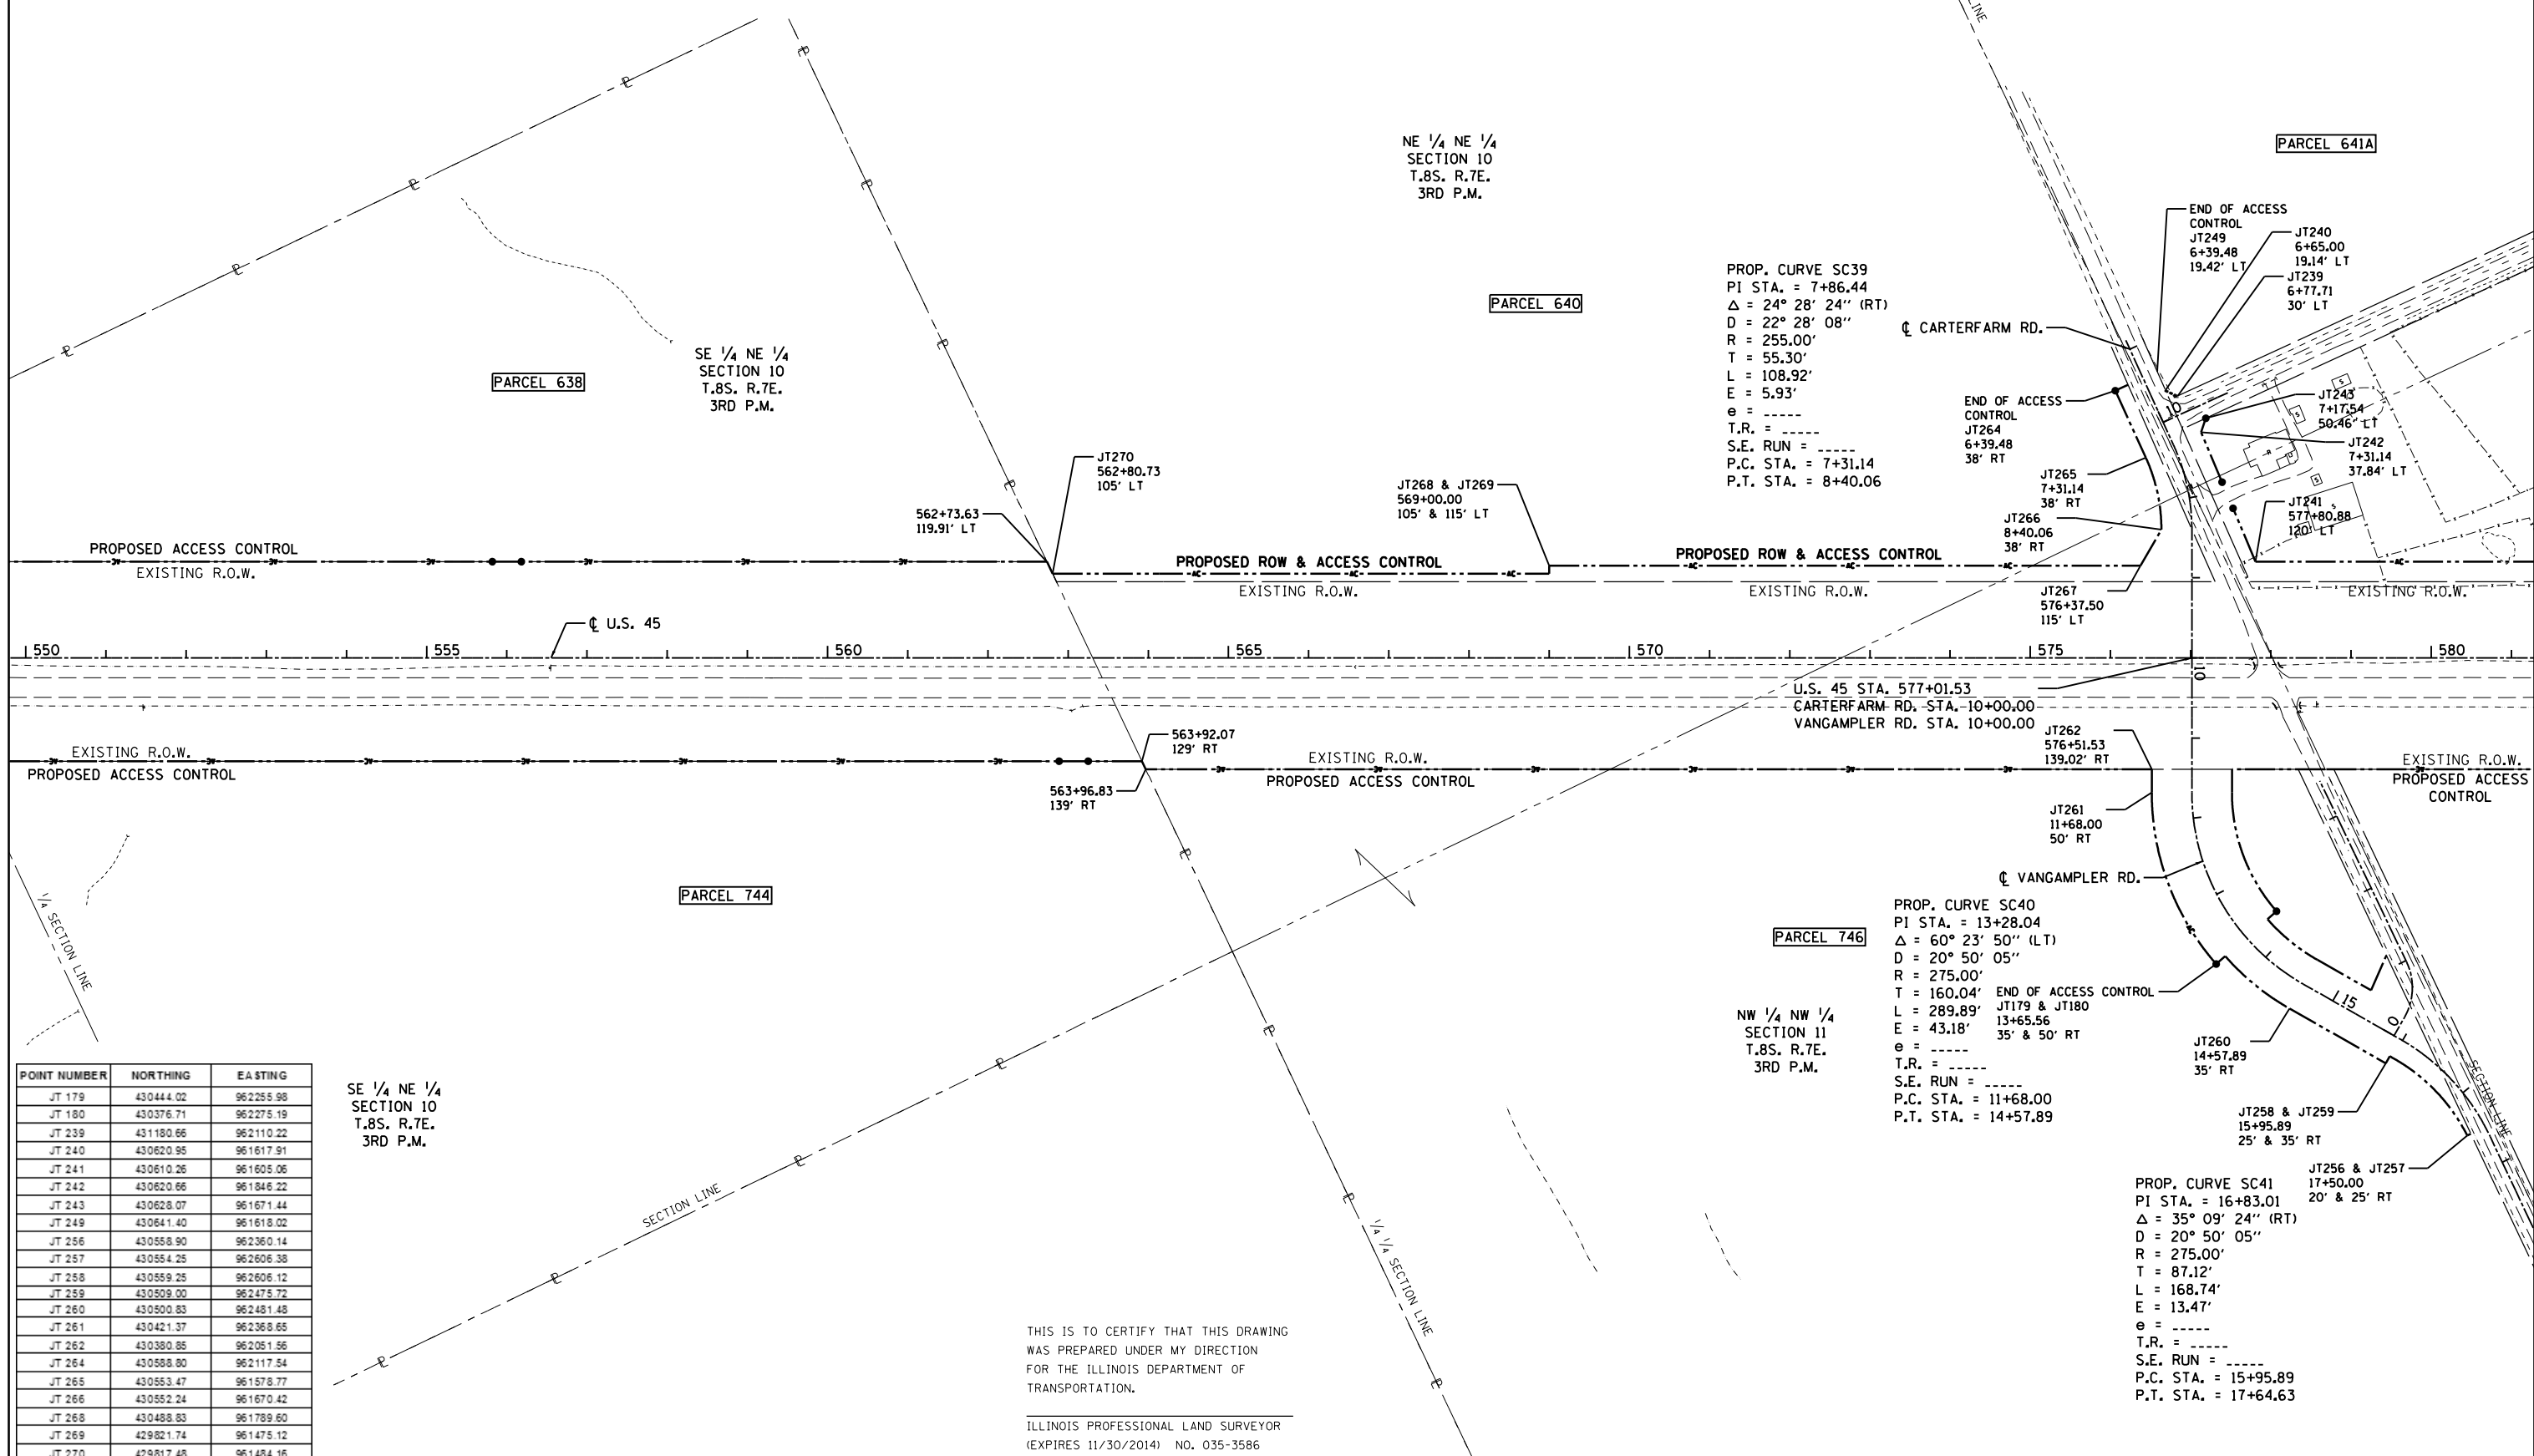 LINE
NE 1/4 NE 1/4
SECTION 10
T.8S. R.7E.
3RD P.M.
PARCEL 641A
PARCEL 640
PARCEL 638
SE 1/4 NE 1/4
SECTION 10
T.8S. R.7E.
3RD P.M.
PROP. CURVE SC39
PI STA. = 7+86.44
Δ = 24° 28' 24'' (RT)
D = 22° 28' 08''
R = 255.00'
T = 55.30'
L = 108.92'
E = 5.93'
e = -----
T.R. = -----
S.E. RUN = -----
P.C. STA. = 7+31.14
P.T. STA. = 8+40.06
℄ CARTERFARM RD.
END OF ACCESS
CONTROL
JT249
6+39.48
19.42' LT
JT240
6+65.00
19.14' LT
JT239
6+77.71
30' LT
END OF ACCESS
CONTROL
JT264
6+39.48
38' RT
JT243
7+17.54
50.46' LT
JT242
7+31.14
37.84' LT
JT265
7+31.14
38' RT
JT266
8+40.06
38' RT
JT241
577+80.88
120' LT
JT267
576+37.50
115' LT
10
JT270
562+80.73
105' LT
562+73.63
119.91' LT
JT268 & JT269
569+00.00
105' & 115' LT
PROPOSED ACCESS CONTROL
EXISTING R.O.W.
PROPOSED ROW & ACCESS CONTROL
EXISTING R.O.W.
PROPOSED ROW & ACCESS CONTROL
EXISTING R.O.W.
EXISTING R.O.W.
℄ U.S. 45
550
555
560
565
570
575
580
10
U.S. 45 STA. 577+01.53
CARTERFARM RD. STA. 10+00.00
VANGAMPLER RD. STA. 10+00.00
EXISTING R.O.W.
PROPOSED ACCESS CONTROL
563+92.07
129' RT
563+96.83
139' RT
EXISTING R.O.W.
PROPOSED ACCESS CONTROL
JT262
576+51.53
139.02' RT
EXISTING R.O.W.
PROPOSED ACCESS
CONTROL
JT261
11+68.00
50' RT
℄ VANGAMPLER RD.
PARCEL 744
PARCEL 746
PROP. CURVE SC40
PI STA. = 13+28.04
Δ = 60° 23' 50'' (LT)
D = 20° 50' 05''
R = 275.00'
T = 160.04'
L = 289.89'
E = 43.18'
e = -----
T.R. = -----
S.E. RUN = -----
P.C. STA. = 11+68.00
P.T. STA. = 14+57.89
END OF ACCESS CONTROL
JT179 & JT180
13+65.56
35' & 50' RT
NW 1/4 NW 1/4
SECTION 11
T.8S. R.7E.
3RD P.M.
15
0
JT260
14+57.89
35' RT
JT258 & JT259
15+95.89
25' & 35' RT
JT256 & JT257
17+50.00
20' & 25' RT
SECTION LINE
PROP. CURVE SC41
PI STA. = 16+83.01
Δ = 35° 09' 24'' (RT)
D = 20° 50' 05''
R = 275.00'
T = 87.12'
L = 168.74'
E = 13.47'
e = -----
T.R. = -----
S.E. RUN = -----
P.C. STA. = 15+95.89
P.T. STA. = 17+64.63
1/4 SECTION LINE
SE 1/4 NE 1/4
SECTION 10
T.8S. R.7E.
3RD P.M.
SECTION LINE
1/4 1/4 SECTION LINE
POINT NUMBER NORTHING EASTING
JT 179 430444.02 962255.98
JT 180 430376.71 962275.19
JT 239 431180.66 962110.22
JT 240 430620.95 961617.91
JT 241 430610.26 961605.06
JT 242 430620.66 961846.22
JT 243 430628.07 961671.44
JT 249 430641.40 961618.02
JT 256 430558.90 962360.14
JT 257 430554.25 962606.38
JT 258 430559.25 962606.12
JT 259 430509.00 962475.72
JT 260 430500.83 962481.48
JT 261 430421.37 962368.65
JT 262 430380.85 962051.56
JT 264 430588.80 962117.54
JT 265 430553.47 961578.77
JT 266 430552.24 961670.42
JT 268 430488.83 961789.60
JT 269 429821.74 961475.12
JT 270 429817.48 961484.16
THIS IS TO CERTIFY THAT THIS DRAWING
WAS PREPARED UNDER MY DIRECTION
FOR THE ILLINOIS DEPARTMENT OF
TRANSPORTATION.
ILLINOIS PROFESSIONAL LAND SURVEYOR
(EXPIRES 11/30/2014) NO. 035-3586